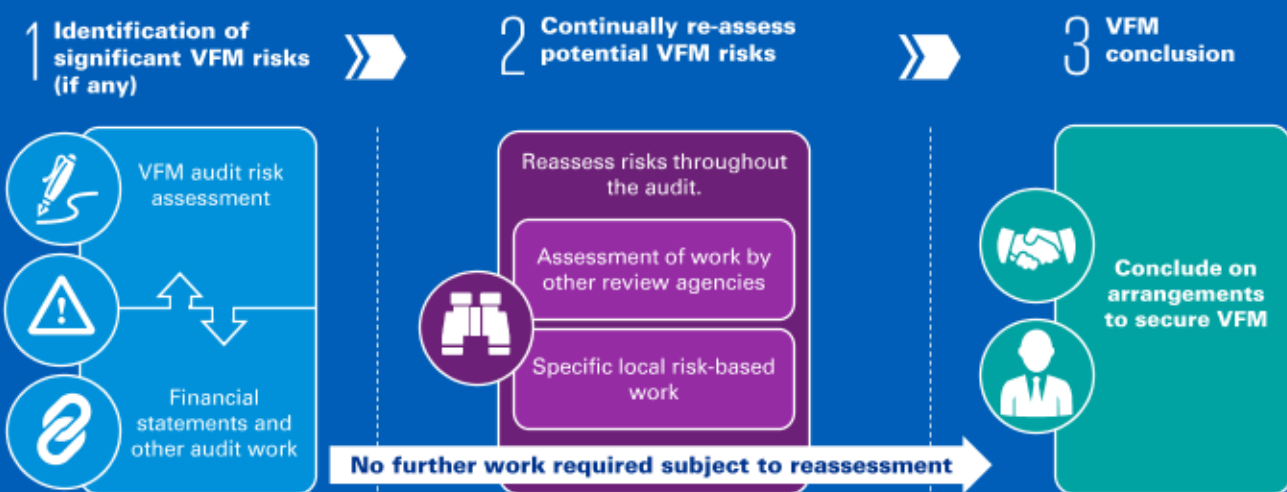 1 Identification of
significant VFM risks
(if any)
2 Continually re-assess
potential VFM risks
3 VFM
conclusion
VFM audit risk
assessment
Financial
statements and
other audit work
Reassess risks throughout
the audit.
Assessment of work by
other review agencies
Specific local risk-based
work
Conclude on
arrangements
to secure VFM
No further work required subject to reassessment